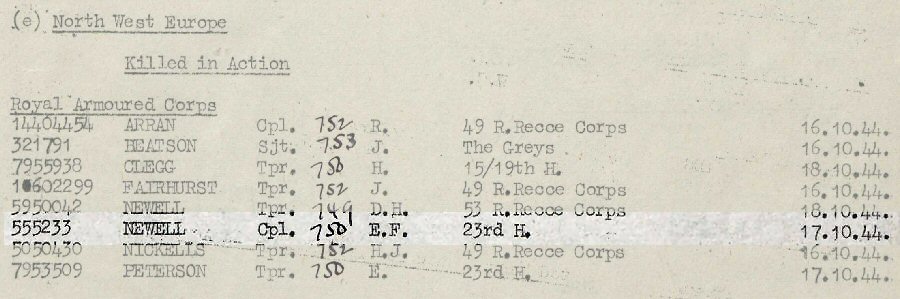 (e) North West Europe
Killed in Action
Royal Armoured Corps
14404454 ARRAN Cpl. 752 R. 49 R.Recce Corps 16.10.44.
321791 BEATSON Sjt. 753 J. The Greys 16.10.44.
7955938 CLEGG Tpr. 750 H. 15/19th H. 18.10.44.
10602299 FAIRHURST Tpr. 752 J. 49 R.Recce Corps 16.10.44.
5950042 NEWELL Tpr. 749 D.H. 53 R.Recce Corps 18.10.44.
555233 NEWELL Cpl. 750 E.F. 23rd H. 17.10.44.
5050430 NICKELLS Tpr. 752 H.J. 49 R.Recce Corps 16.10.44.
7953509 PETERSON Tpr. 750 E. 23rd H. 17.10.44.